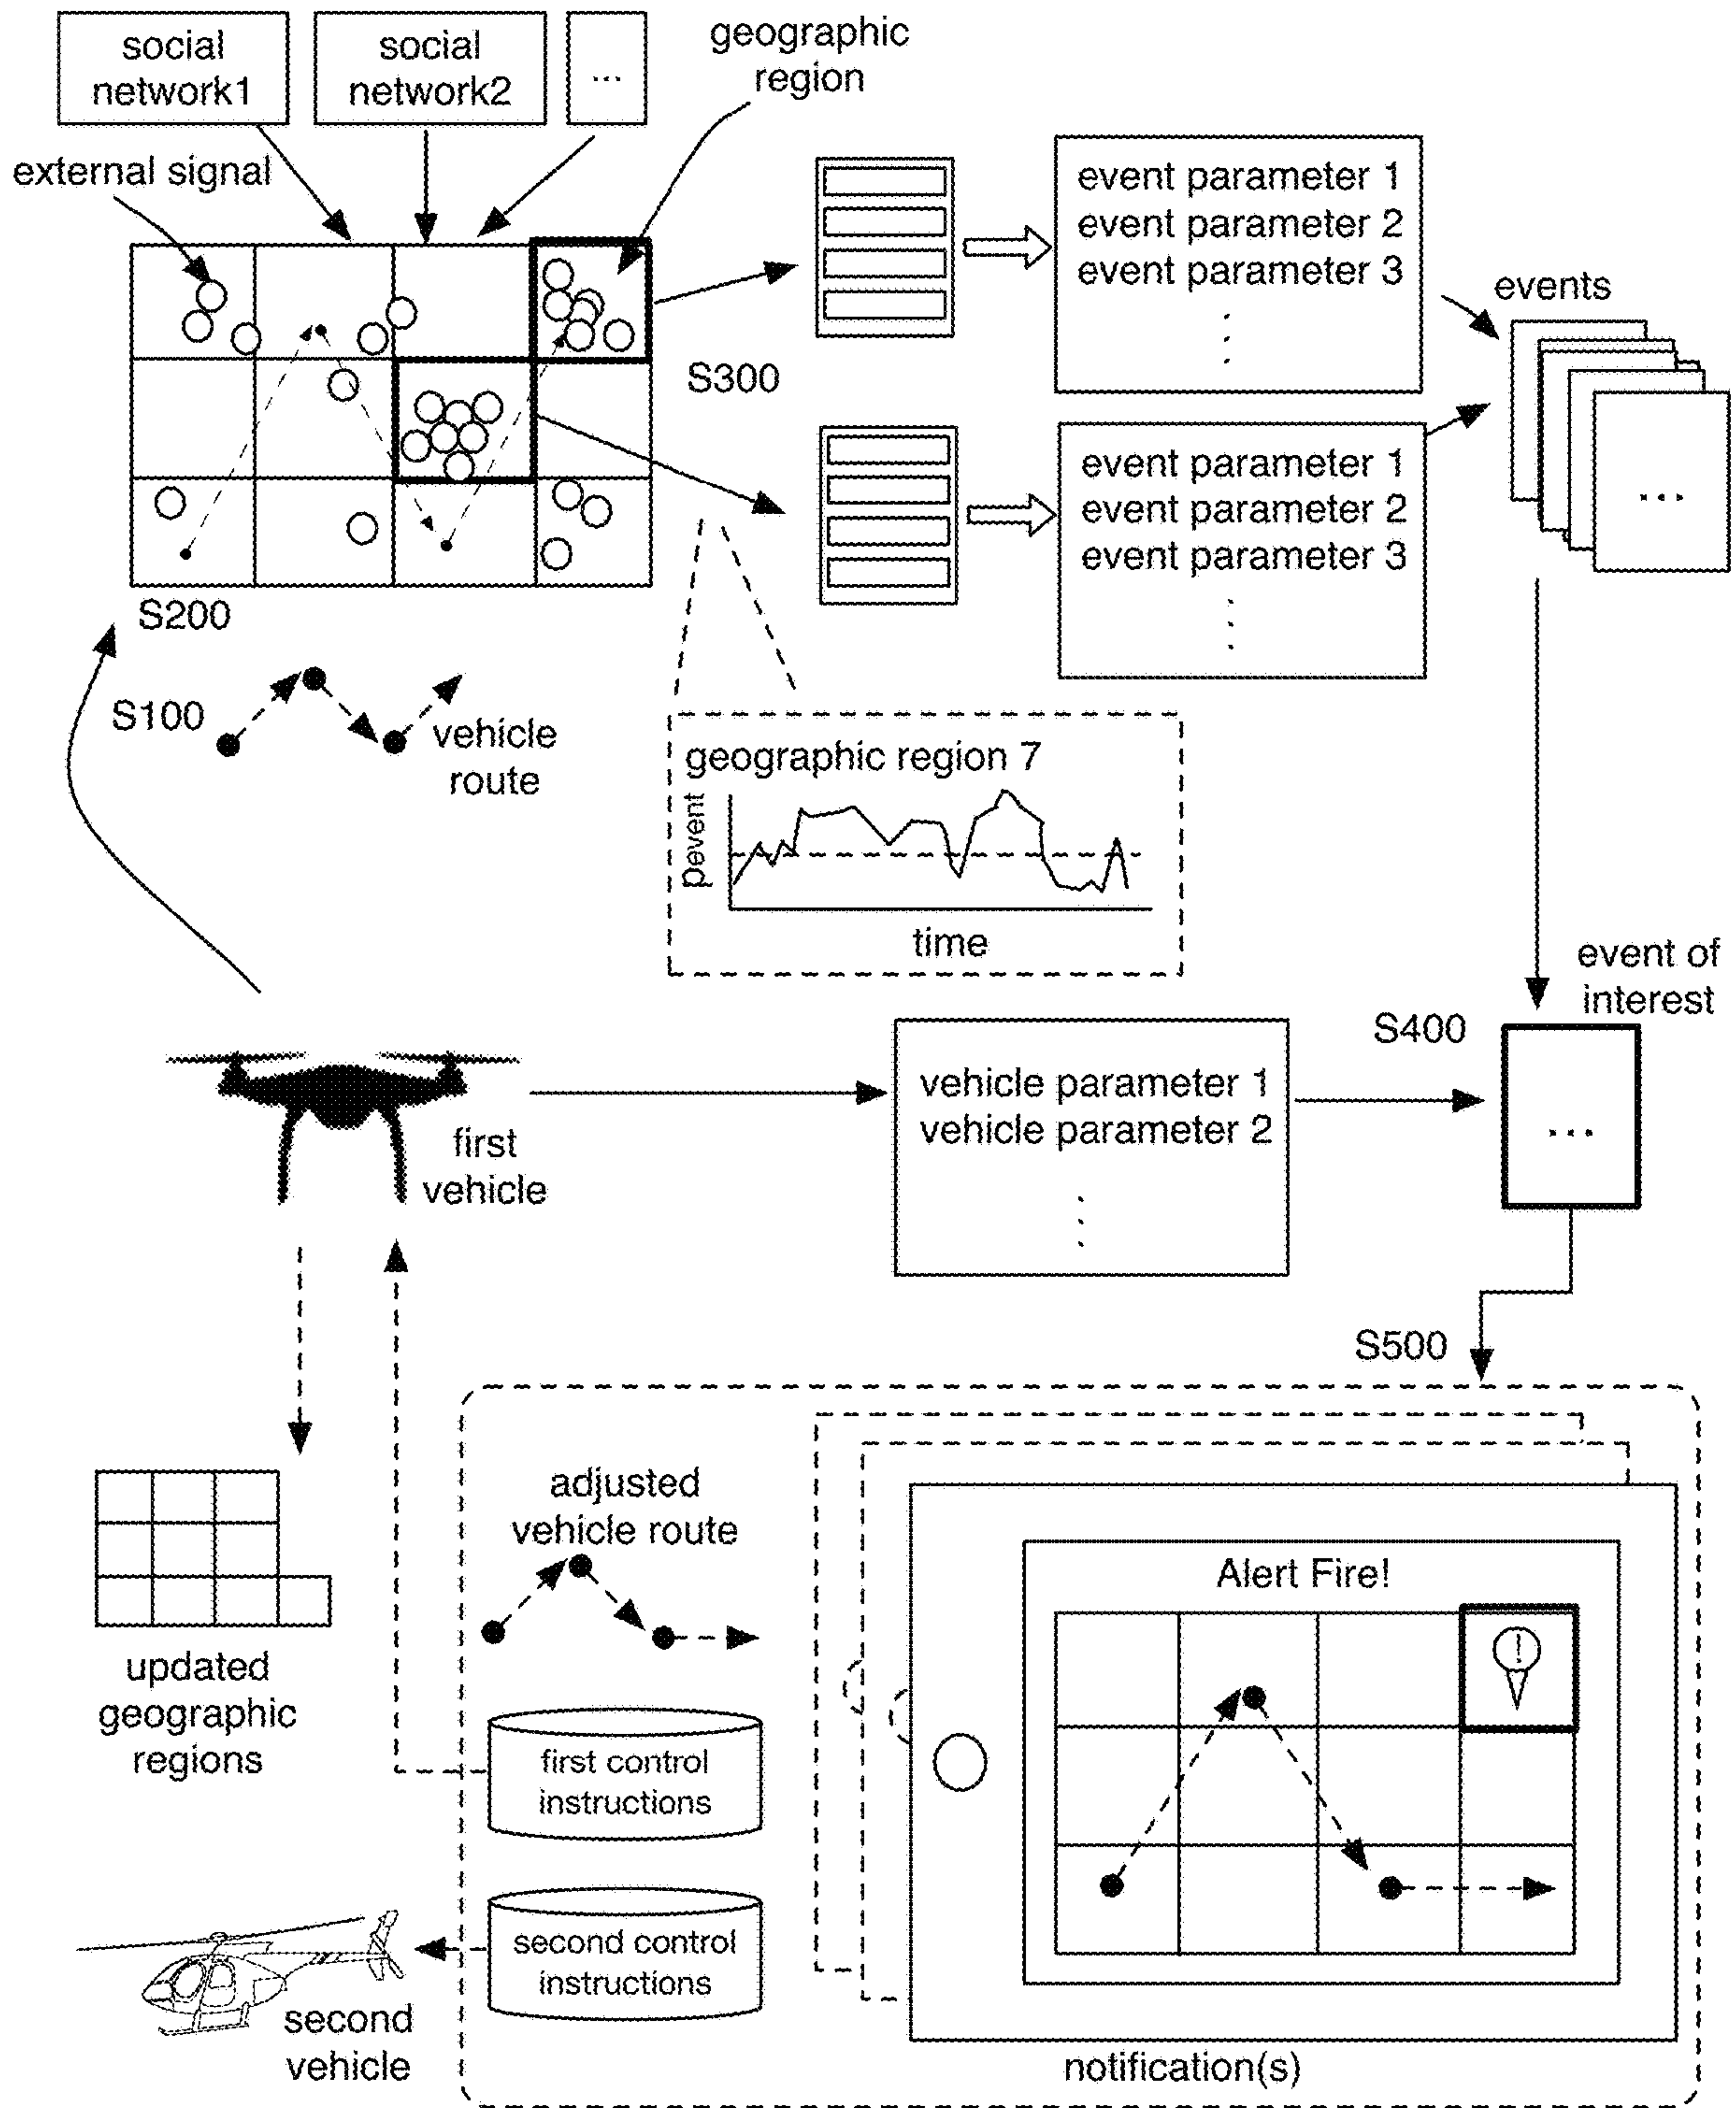 social
network1
social
network2
...
geographic
region
external signal
event parameter 1
event parameter 2
event parameter 3
events
...
S300
event parameter 1
event parameter 2
event parameter 3
S200
S100
vehicle
route
geographic region 7
pevent
time
event of
interest
S400
...
vehicle parameter 1
vehicle parameter 2
first
vehicle
S500
adjusted
vehicle route
Alert Fire!
!
updated
geographic
regions
first control
instructions
second control
instructions
second
vehicle
notification(s)